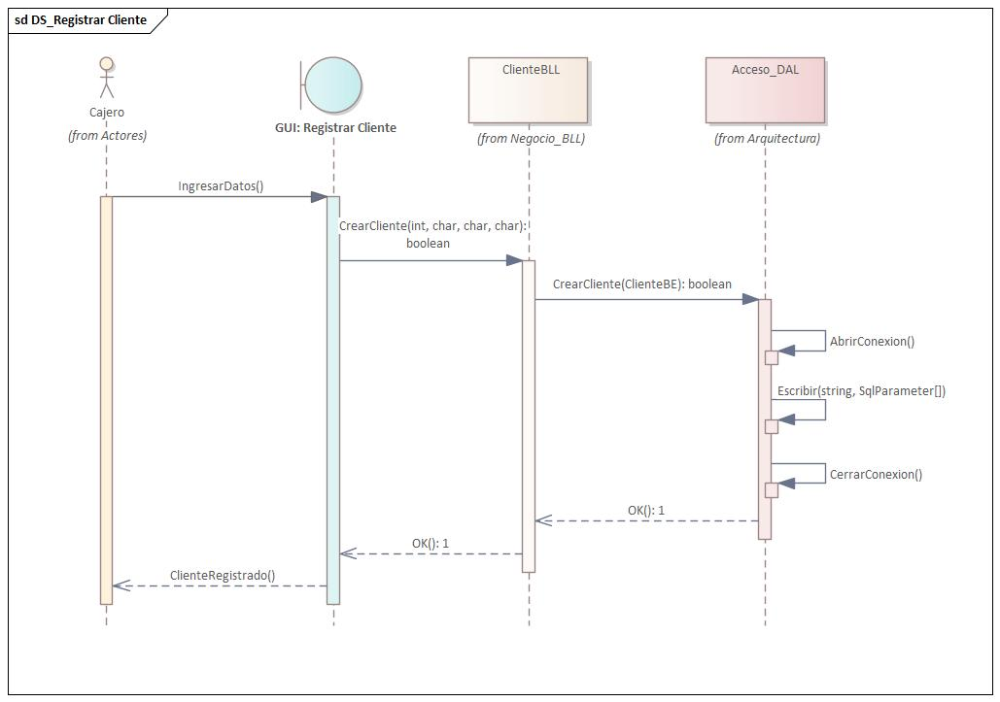 sd DS_Registrar Cliente
Cajero
(from Actores)
GUI: Registrar Cliente
ClienteBLL
(from Negocio_BLL)
Acceso_DAL
(from Arquitectura)
IngresarDatos()
CrearCliente(int, char, char, char):
boolean
CrearCliente(ClienteBE): boolean
AbrirConexion()
Escribir(string, SqlParameter[])
CerrarConexion()
OK(): 1
OK(): 1
ClienteRegistrado()